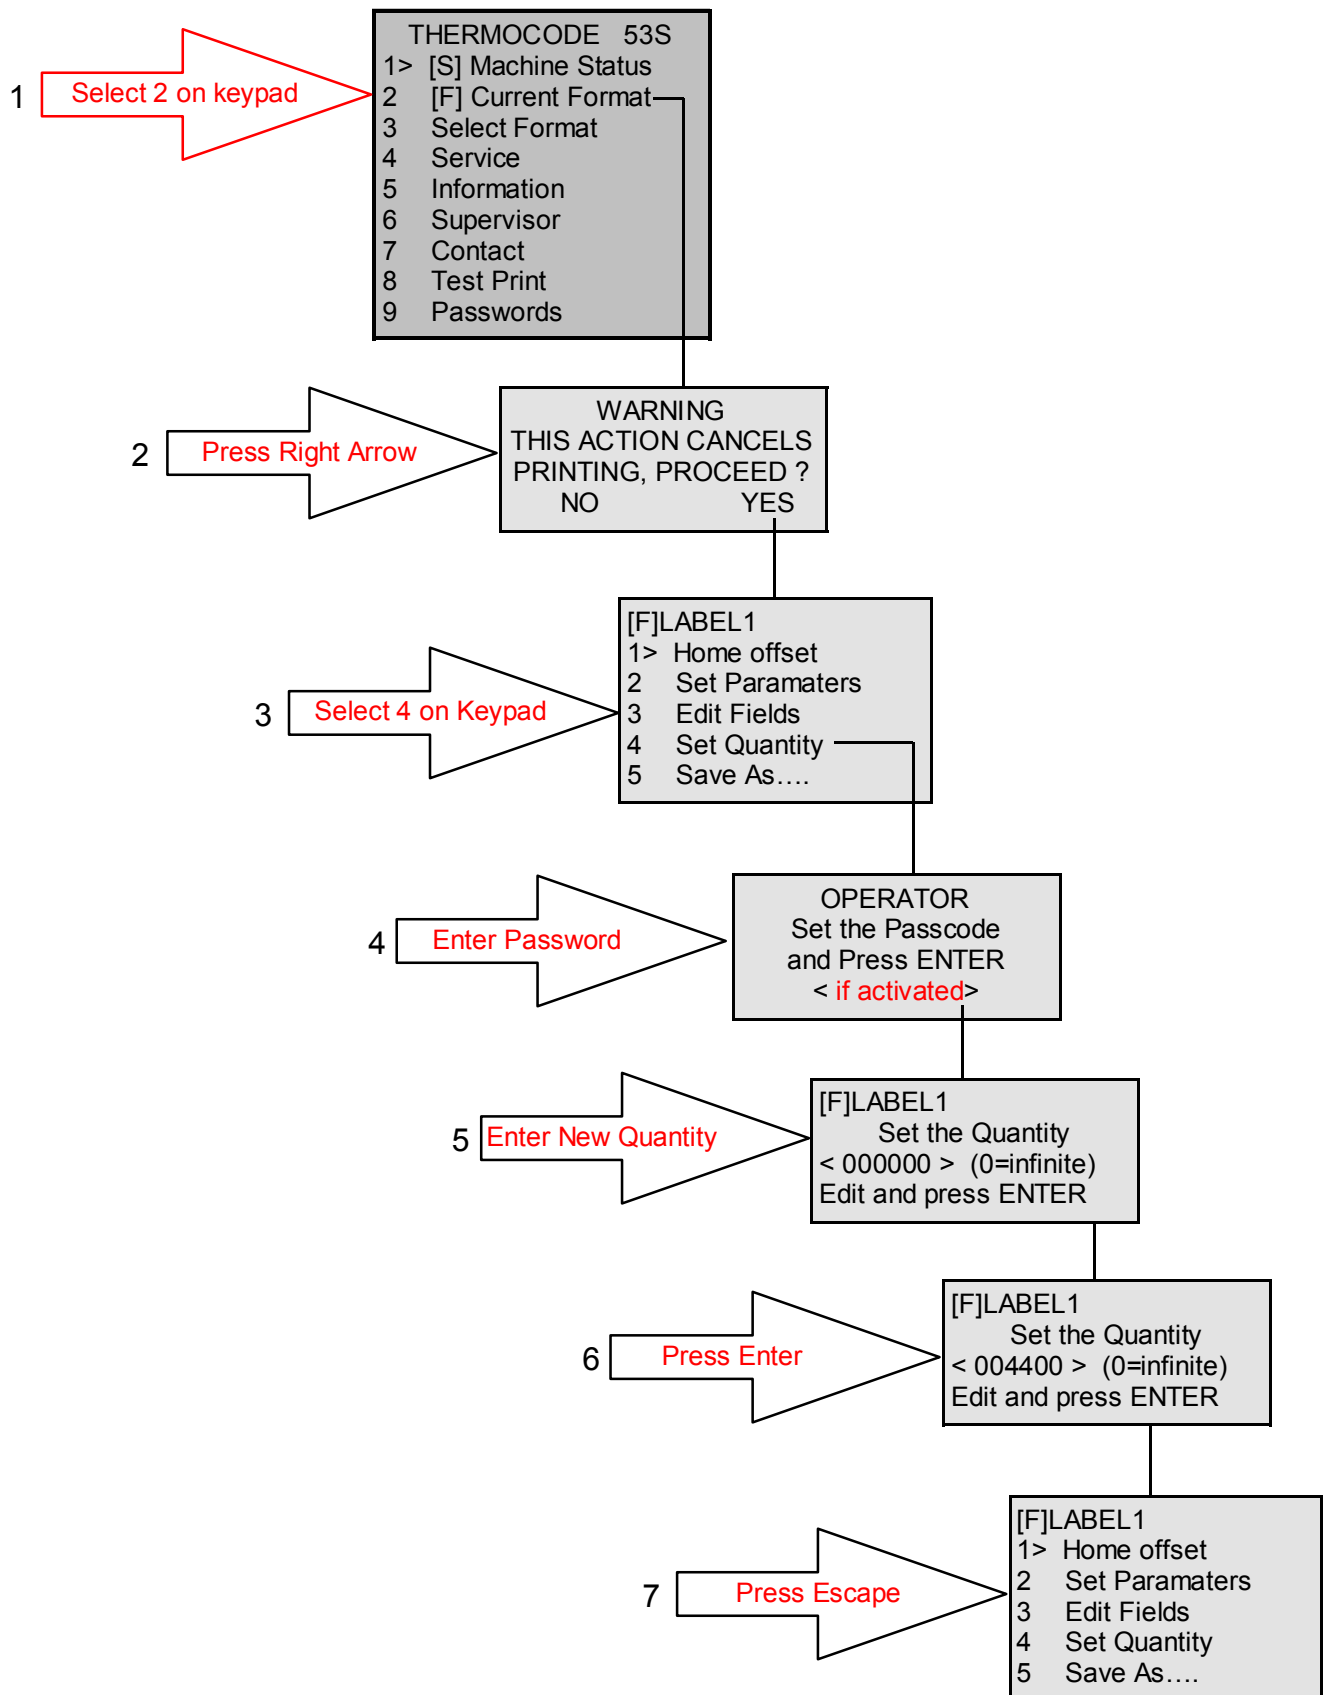 THERMOCODE 53S
1> [S] Machine Status
2 [F] Current Format
3 Select Format
4 Service
5 Information
6 Supervisor
7 Contact
8 Test Print
9 Passwords
1 Select 2 on keypad
WARNING
THIS ACTION CANCELS
PRINTING, PROCEED ?
NO YES
2 Press Right Arrow
[F]LABEL1
1> Home offset
2 Set Paramaters
3 Edit Fields
4 Set Quantity
5 Save As....
3 Select 4 on Keypad
OPERATOR
Set the Passcode
and Press ENTER
< if activated>
4 Enter Password
[F]LABEL1
Set the Quantity
< 000000 > (0=infinite)
Edit and press ENTER
5 Enter New Quantity
[F]LABEL1
Set the Quantity
< 004400 > (0=infinite)
Edit and press ENTER
6 Press Enter
[F]LABEL1
1> Home offset
2 Set Paramaters
3 Edit Fields
4 Set Quantity
5 Save As....
7 Press Escape